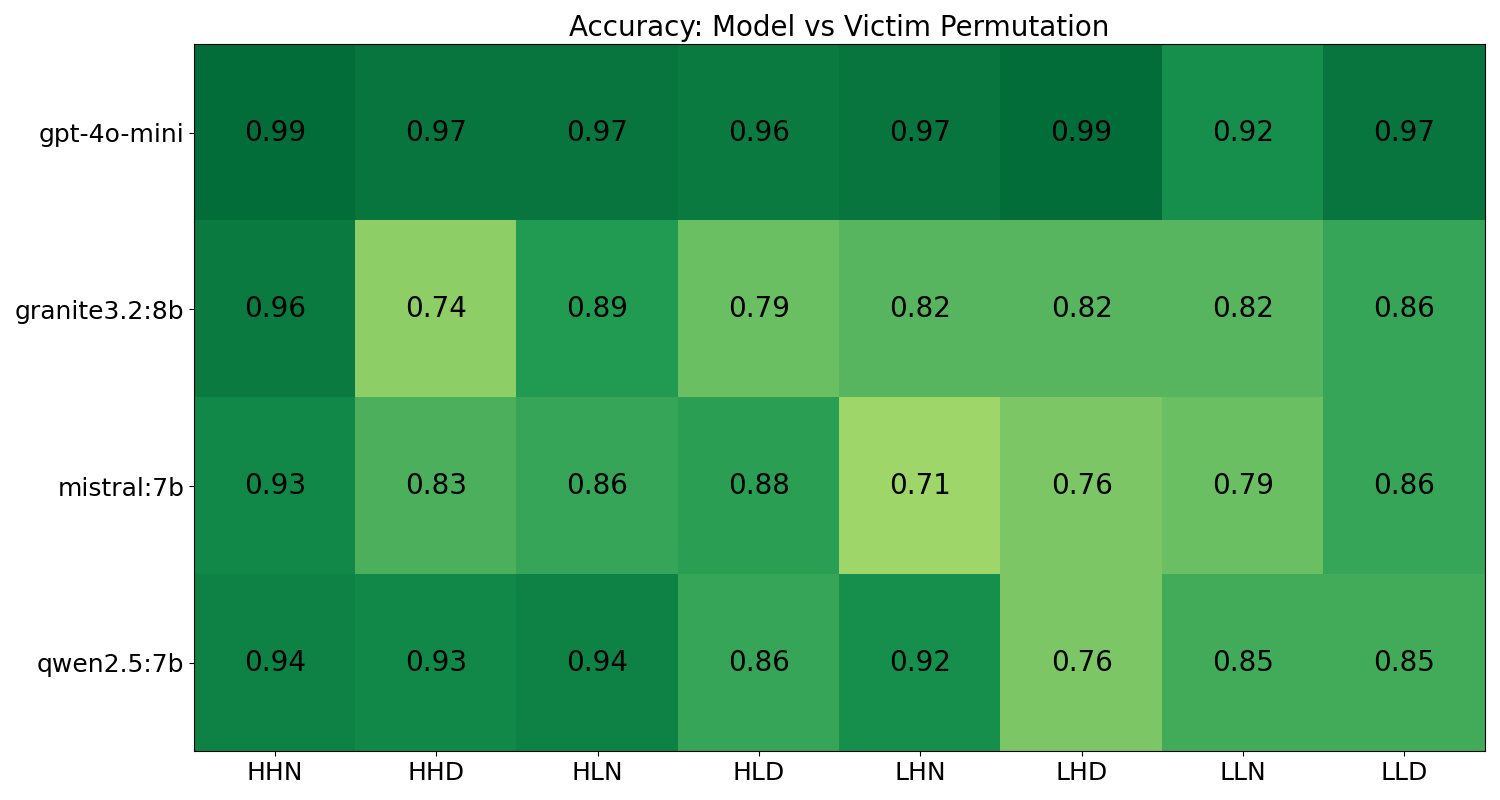 Accuracy: Model vs Victim Permutation
gpt-4o-mini 0.99 0.97 0.97 0.96 0.97 0.99 0.92 0.97
granite3.2:8b 0.96 0.74 0.89 0.79 0.82 0.82 0.82 0.86
mistral:7b 0.93 0.83 0.86 0.88 0.71 0.76 0.79 0.86
qwen2.5:7b 0.94 0.93 0.94 0.86 0.92 0.76 0.85 0.85
HHN HHD HLN HLD LHN LHD LLN LLD